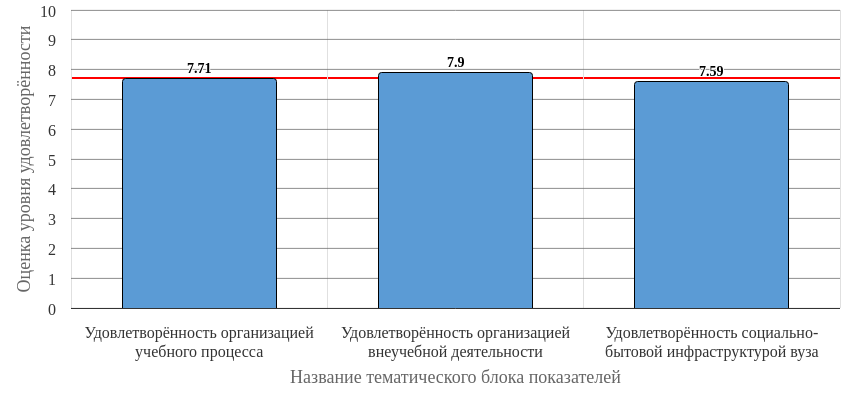 Оценка уровня удовлетворённости
10
9
8
7
6
5
4
3
2
1
0
7.71
7.9
7.59
Удовлетворённость организацией
учебного процесса
Удовлетворённость организацией
внеучебной деятельности
Удовлетворённость социально-
бытовой инфраструктурой вуза
Название тематического блока показателей